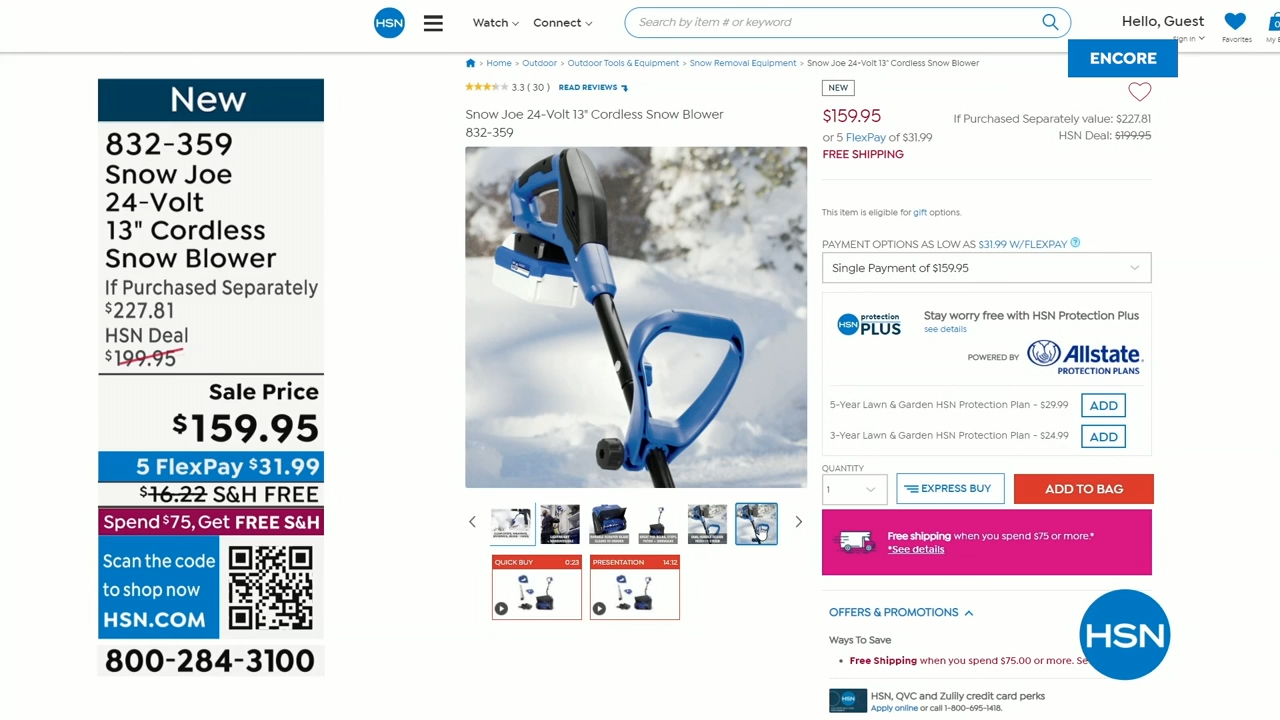 HSN
Watch
Connect
Search by item # or keyword
Hello, Guest
Sign In
Favorites
0
ENCORE
Home > Outdoor > Outdoor Tools & Equipment > Snow Removal Equipment > Snow Joe 24-Volt 13" Cordless Snow Blower
New
832-359
Snow Joe
24-Volt
13" Cordless
Snow Blower
If Purchased Separately
$227.81
HSN Deal
$199.95
Sale Price
$159.95
5 FlexPay $31.99
$16.22 S&H FREE
Spend $75, Get FREE S&H
Scan the code
to shop now
HSN.COM
800-284-3100
3.3 ( 30 ) READ REVIEWS
Snow Joe 24-Volt 13" Cordless Snow Blower
832-359
QUICK BUY 0:23
PRESENTATION 14:12
NEW
$159.95
or 5 FlexPay of $31.99
FREE SHIPPING
If Purchased Separately value: $227.81
HSN Deal: $199.95
This item is eligible for gift options.
PAYMENT OPTIONS AS LOW AS $31.99 W/FLEXPAY ?
Single Payment of $159.95
HSN protection PLUS
Stay worry free with HSN Protection Plus
see details
POWERED BY Allstate.
PROTECTION PLANS
5-Year Lawn & Garden HSN Protection Plan - $29.99 ADD
3-Year Lawn & Garden HSN Protection Plan - $24.99 ADD
QUANTITY
1
EXPRESS BUY
ADD TO BAG
Free shipping when you spend $75 or more.*
*See details
OFFERS & PROMOTIONS
Ways To Save
• Free Shipping when you spend $75.00 or more.
HSN
HSN
HSN, QVC and Zulily credit card perks
Apply online or call 1-800-695-1418.